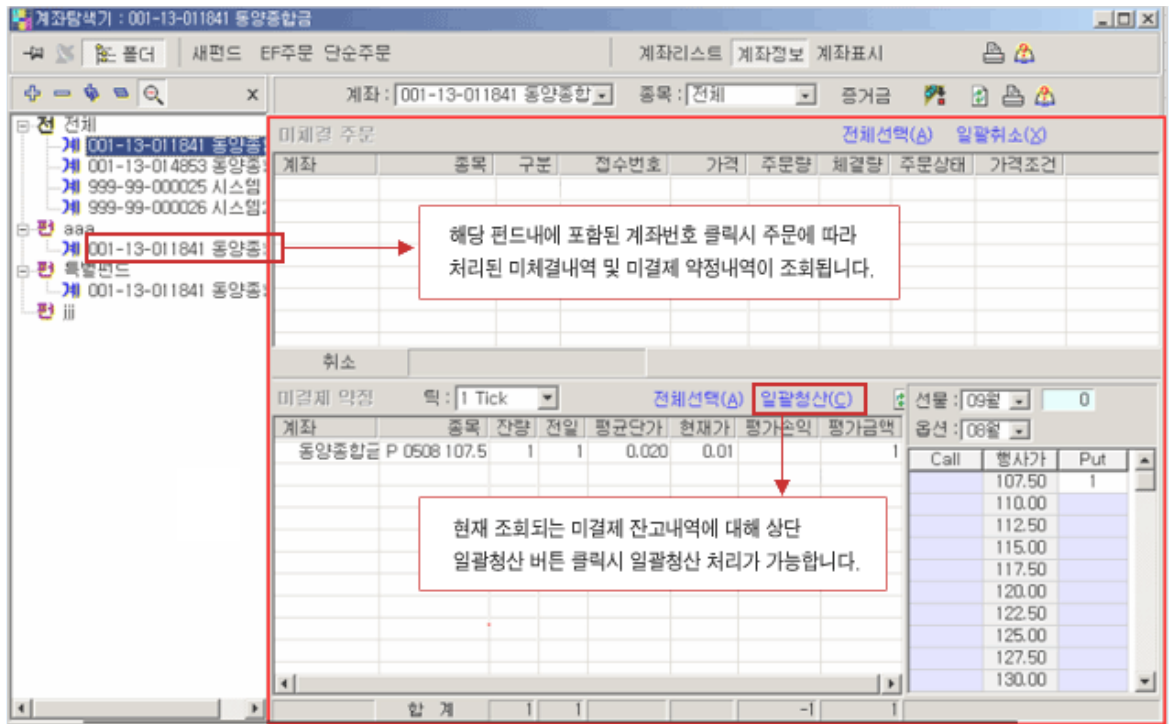 계좌탐색기 : 001-13-011841 동양종합금
폴더 새펀드 EF주문 단순주문 계좌리스트 계좌정보 계좌표시
x 계좌 : 001-13-011841 동양종합 종목 : 전체 증거금
전 전체
계 001-13-011841 동양종
계 001-13-014853 동양종
계 999-99-000025 시스템
계 999-99-000026 시스템
펀 aaa
계 001-13-011841 동양종
펀 특별펀드
계 001-13-011841 동양종
펀 jjj
미체결 주문 전체선택(A) 일괄취소(X)
계좌 종목 구분 접수번호 가격 주문량 체결량 주문상태 가격조건
해당 펀드내에 포함된 계좌번호 클릭시 주문에 따라
처리된 미체결내역 및 미결제 약정내역이 조회됩니다.
취소
미결제 약정 틱 : 1 Tick 전체선택(A) 일괄청산(C)
계좌 종목 잔량 전일 평균단가 현재가 평가손익 평가금액
동양종합금 P 0508 107.5 1 1 0.020 0.01 1
현재 조회되는 미결제 잔고내역에 대해 상단
일괄청산 버튼 클릭시 일괄청산 처리가 가능합니다.
합 계 1 1 -1 1
선물 : 09월 0
옵션 : 08월
Call 행사가 Put
107.50 1
110.00
112.50
115.00
117.50
120.00
122.50
125.00
127.50
130.00